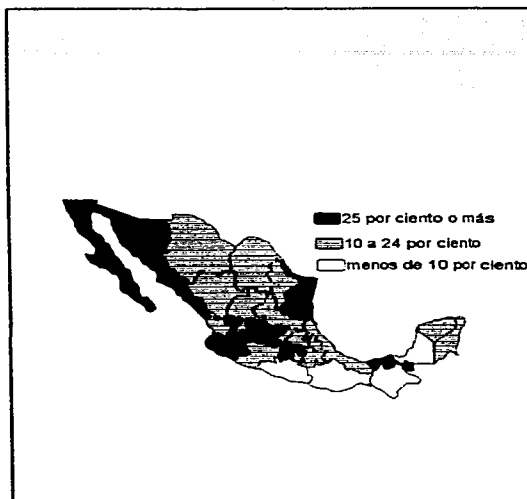 25 por ciento o más
10 a 24 por ciento
menos de 10 por ciento